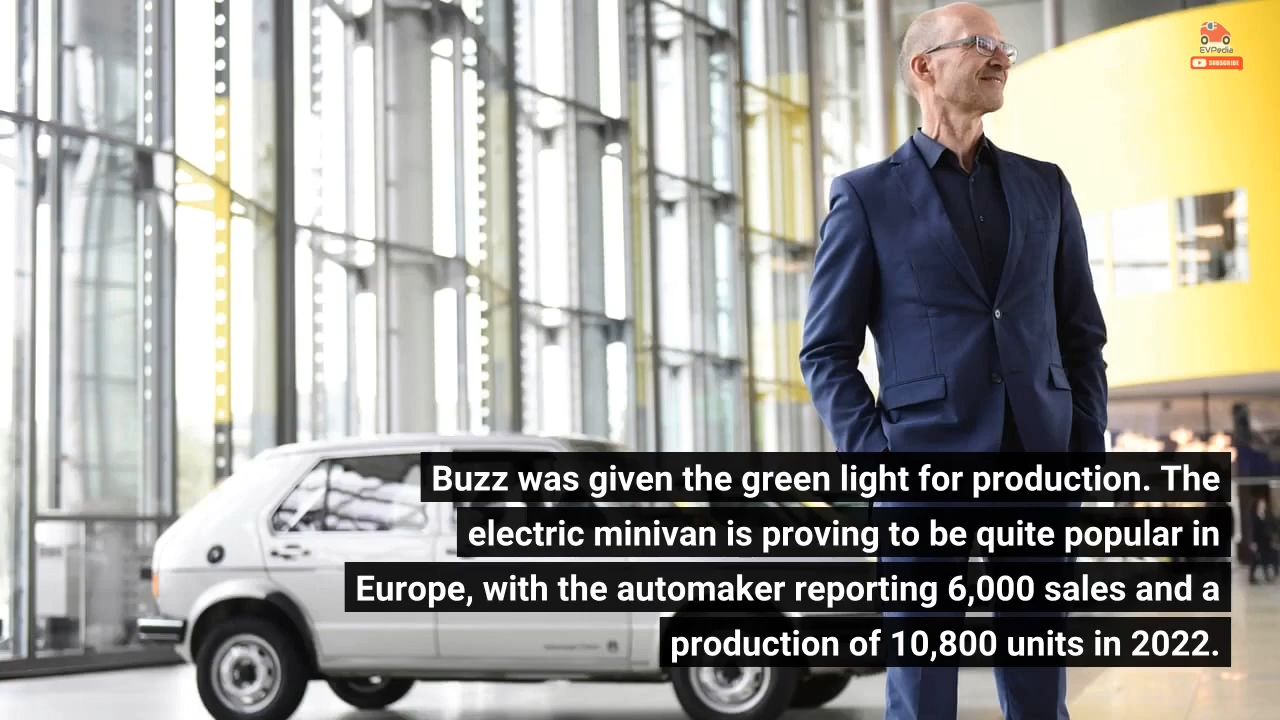 EVPedia
SUBSCRIBE
Buzz was given the green light for production. The
electric minivan is proving to be quite popular in
Europe, with the automaker reporting 6,000 sales and a
production of 10,800 units in 2022.